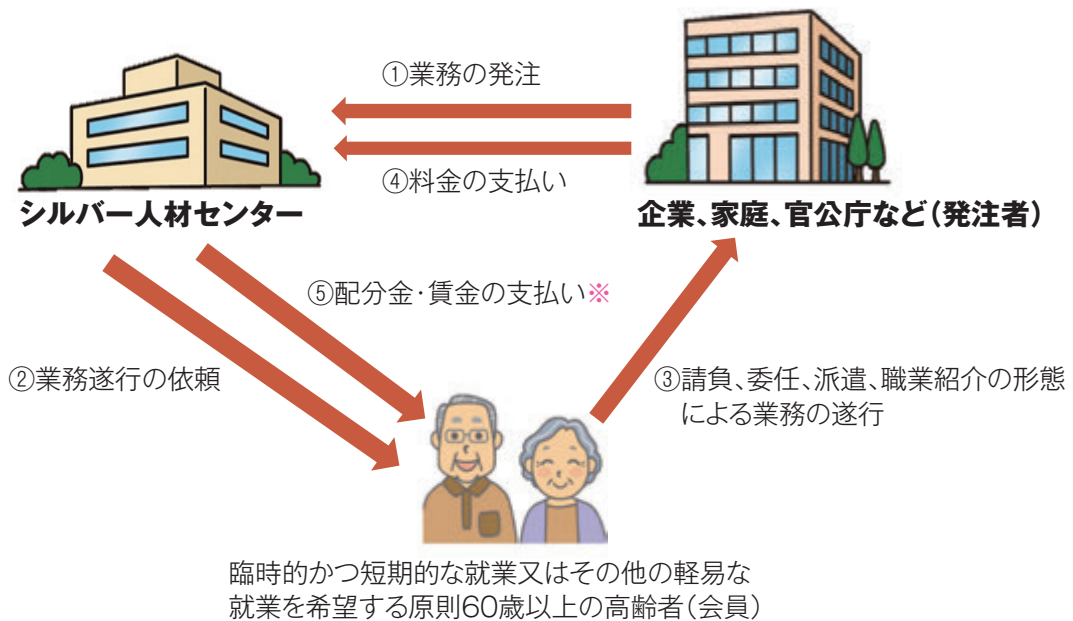 ①業務の発注
④料金の支払い
シルバー人材センター
企業、家庭、官公庁など(発注者)
⑤配分金・賃金の支払い※
②業務遂行の依頼
③請負、委任、派遣、職業紹介の形態
による業務の遂行
臨時的かつ短期的な就業又はその他の軽易な
就業を希望する原則60歳以上の高齢者(会員)